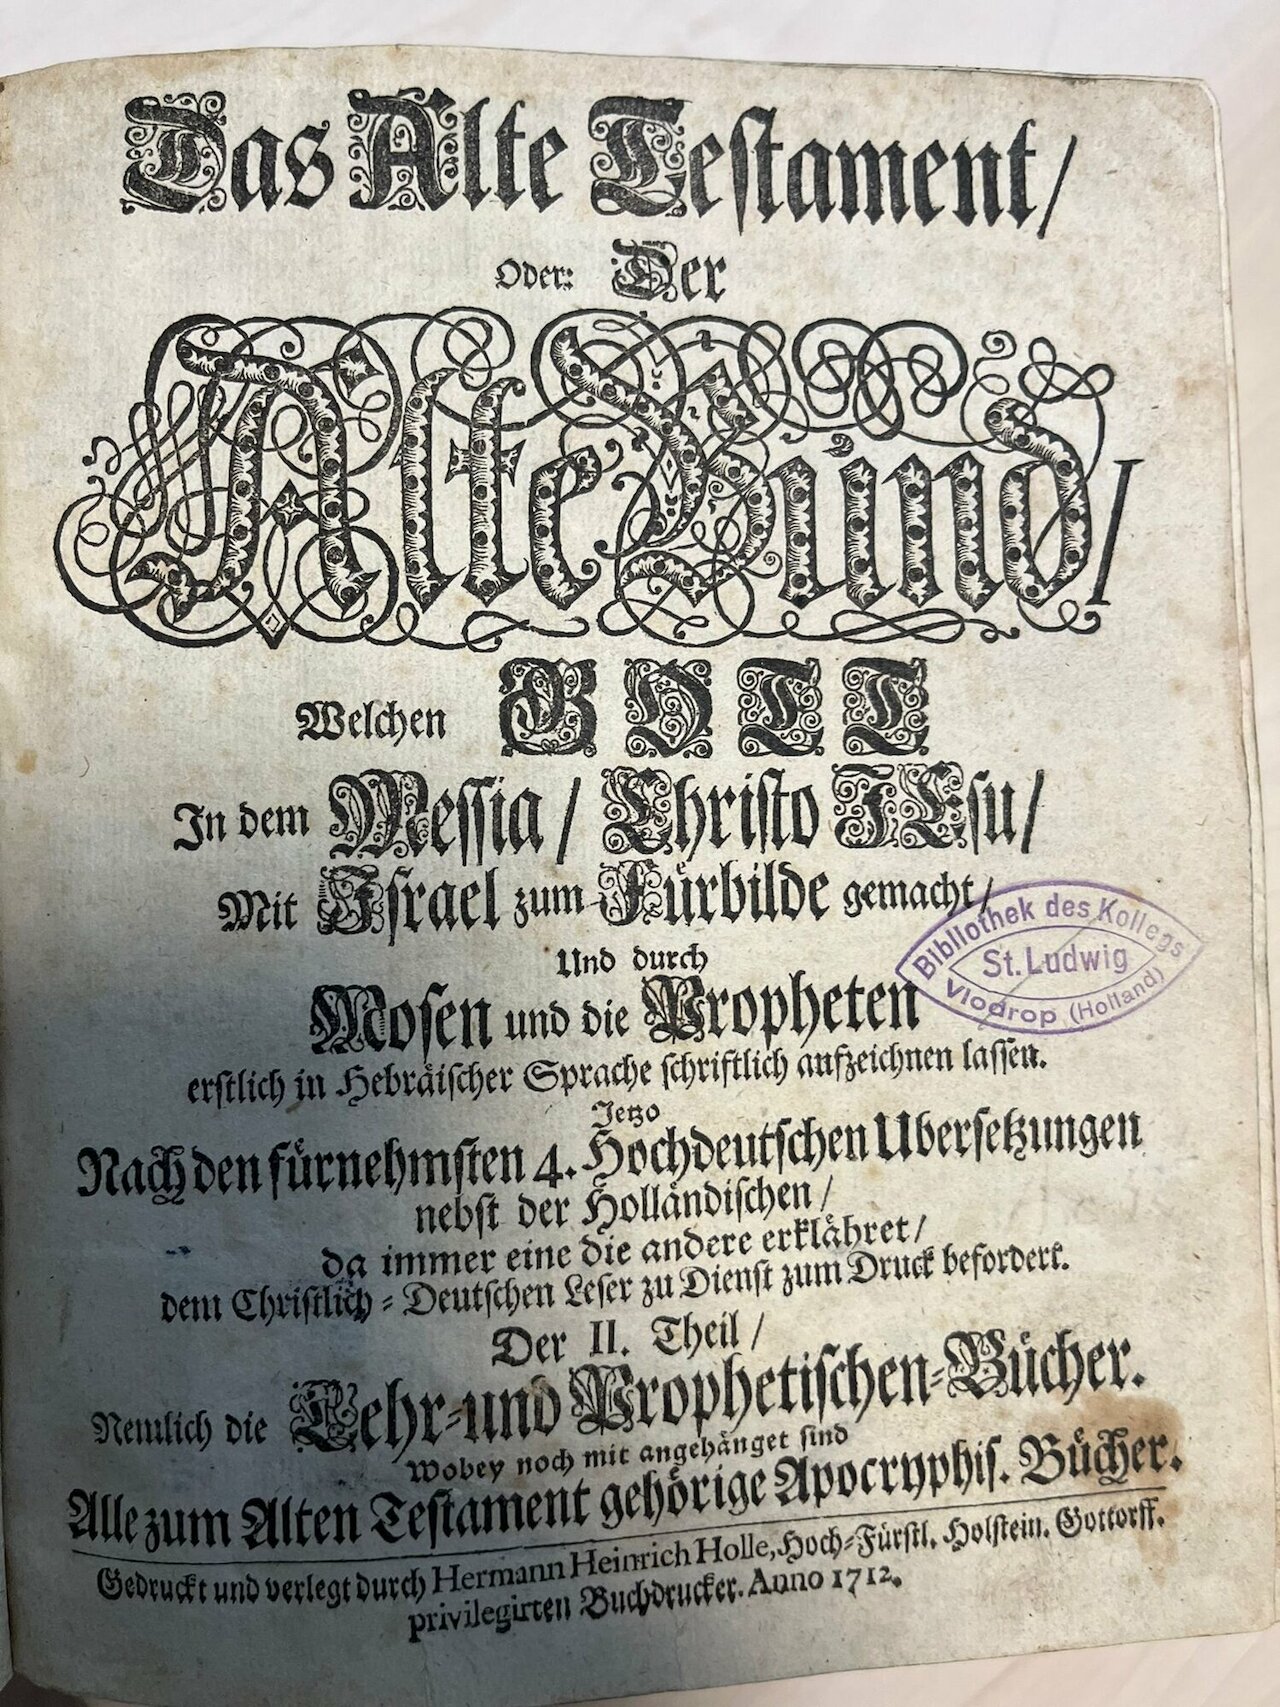 Das Alte Testament/
Oder: Der
Alte Bund/
Welchen GOTT
In dem Messia/ Christo JEsu/
Mit Israel zum Fürbilde gemacht/
Und durch
Mosen und die Propheten
erstlich in Hebräischer Sprache schriftlich aufzeichnen lassen.
Jetzo
Nach den fürnehmsten 4. Hochdeutschen Ubersetzungen
nebst der Holländischen/
da immer eine die andere erklähret/
dem Christlich-Deutschen Leser zu Dienst zum Druck befordert.
Der II. Theil/
Nemlich die Lehr-und Prophetischen-Bücher.
Wobey noch mit angehänget sind
Alle zum Alten Testament gehörige Apocryphis. Bücher.
Gedruckt und verlegt durch Hermann Heinrich Holle, Hoch-Fürstl. Holstein. Gottorff.
privilegirten Buchdrucker. Anno 1712.
Bibliothek des Kollegs
St. Ludwig
Vlodrop (Holland)